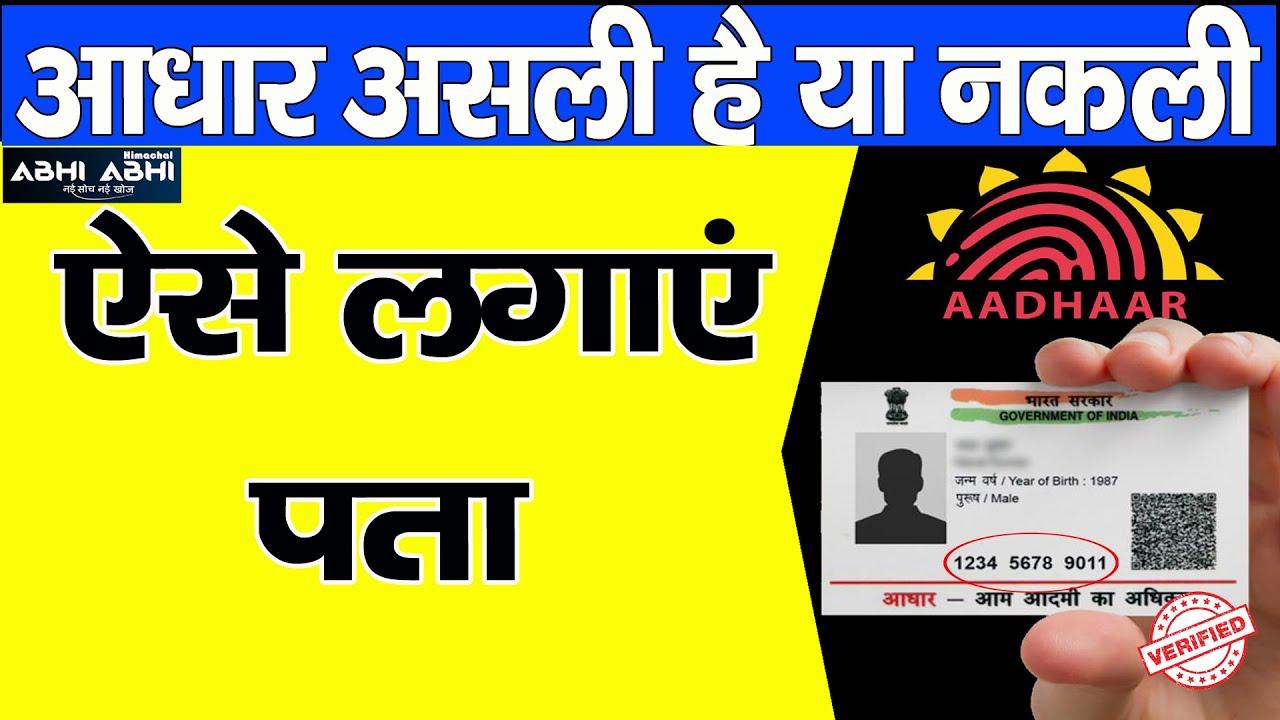 आधार असली है या नकली
Himachal
ABHI ABHI
नई सोच नई खोज
ऐसे लगाएं
पता
AADHAAR
भारत सरकार
GOVERNMENT OF INDIA
जन्म वर्ष / Year of Birth : 1987
पुरूष / Male
1234 5678 9011
आधार – आम आदमी का
VERIFIED